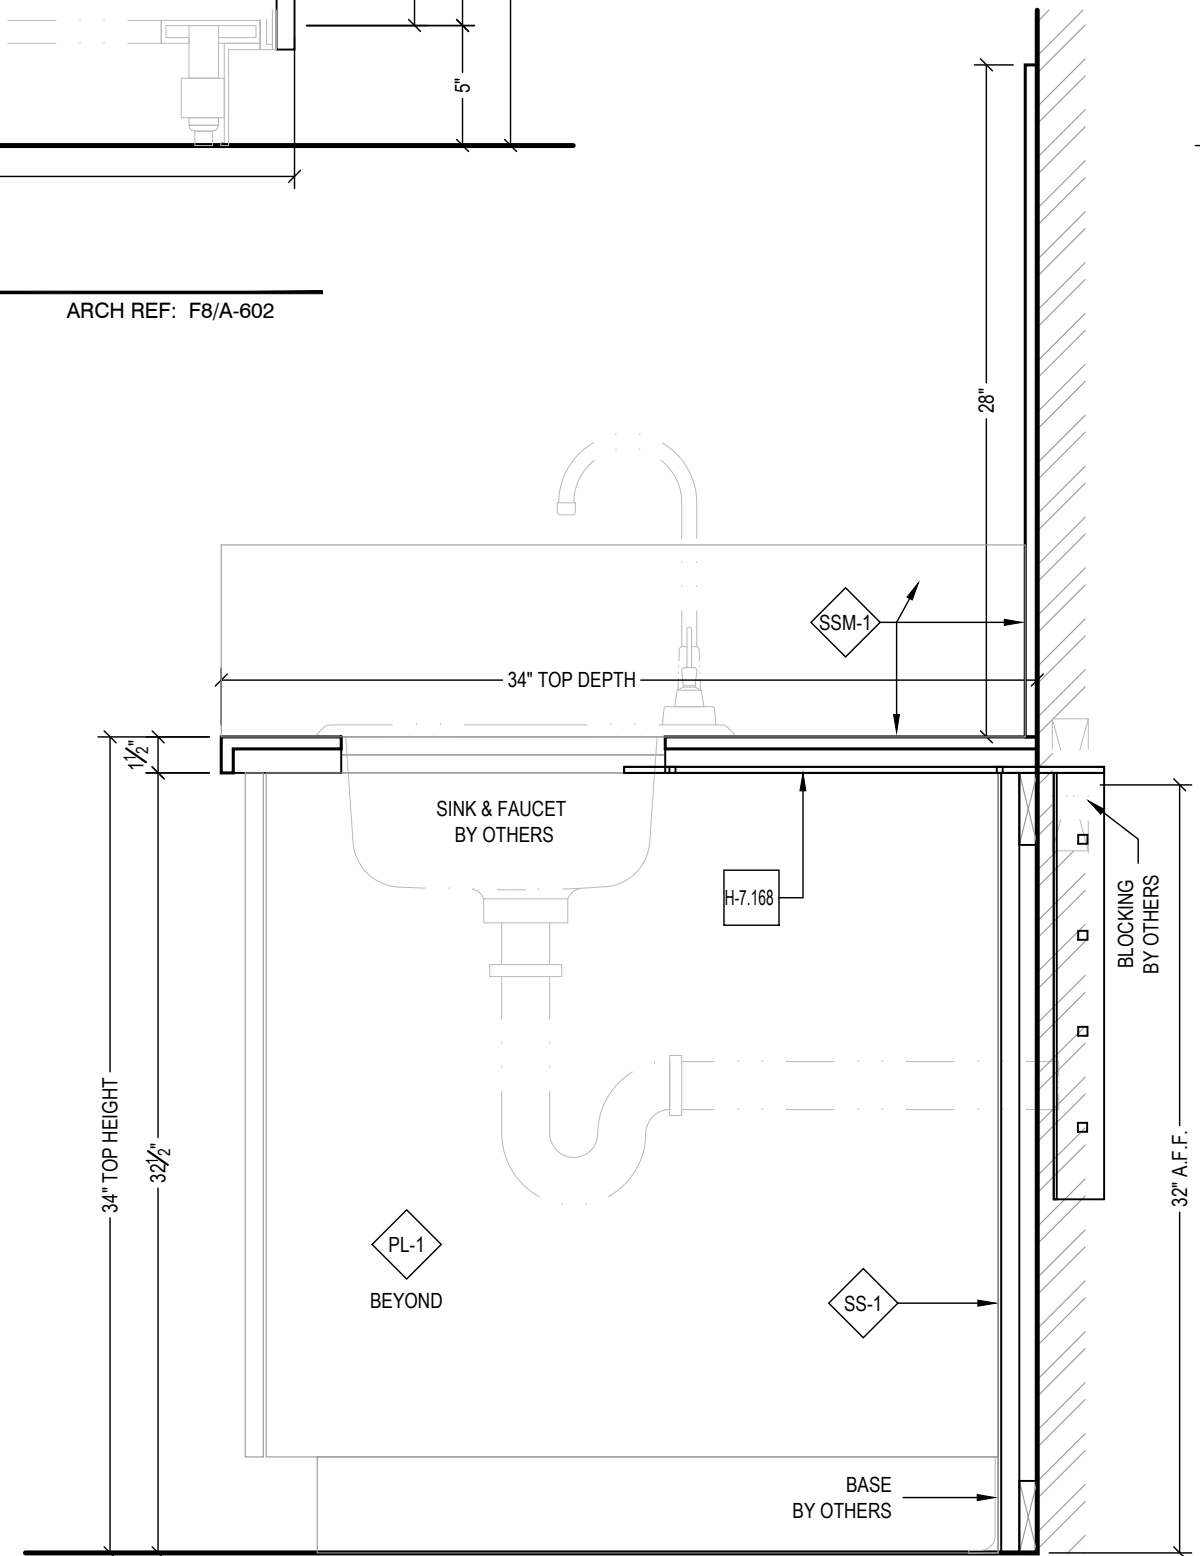 5"
ARCH REF: F8/A-602
28"
SSM-1
34" TOP DEPTH
1½"
SINK & FAUCET
BY OTHERS
H-7.168
BLOCKING
BY OTHERS
34" TOP HEIGHT
32½"
32" A.F.F.
PL-1
BEYOND
SS-1
BASE
BY OTHERS